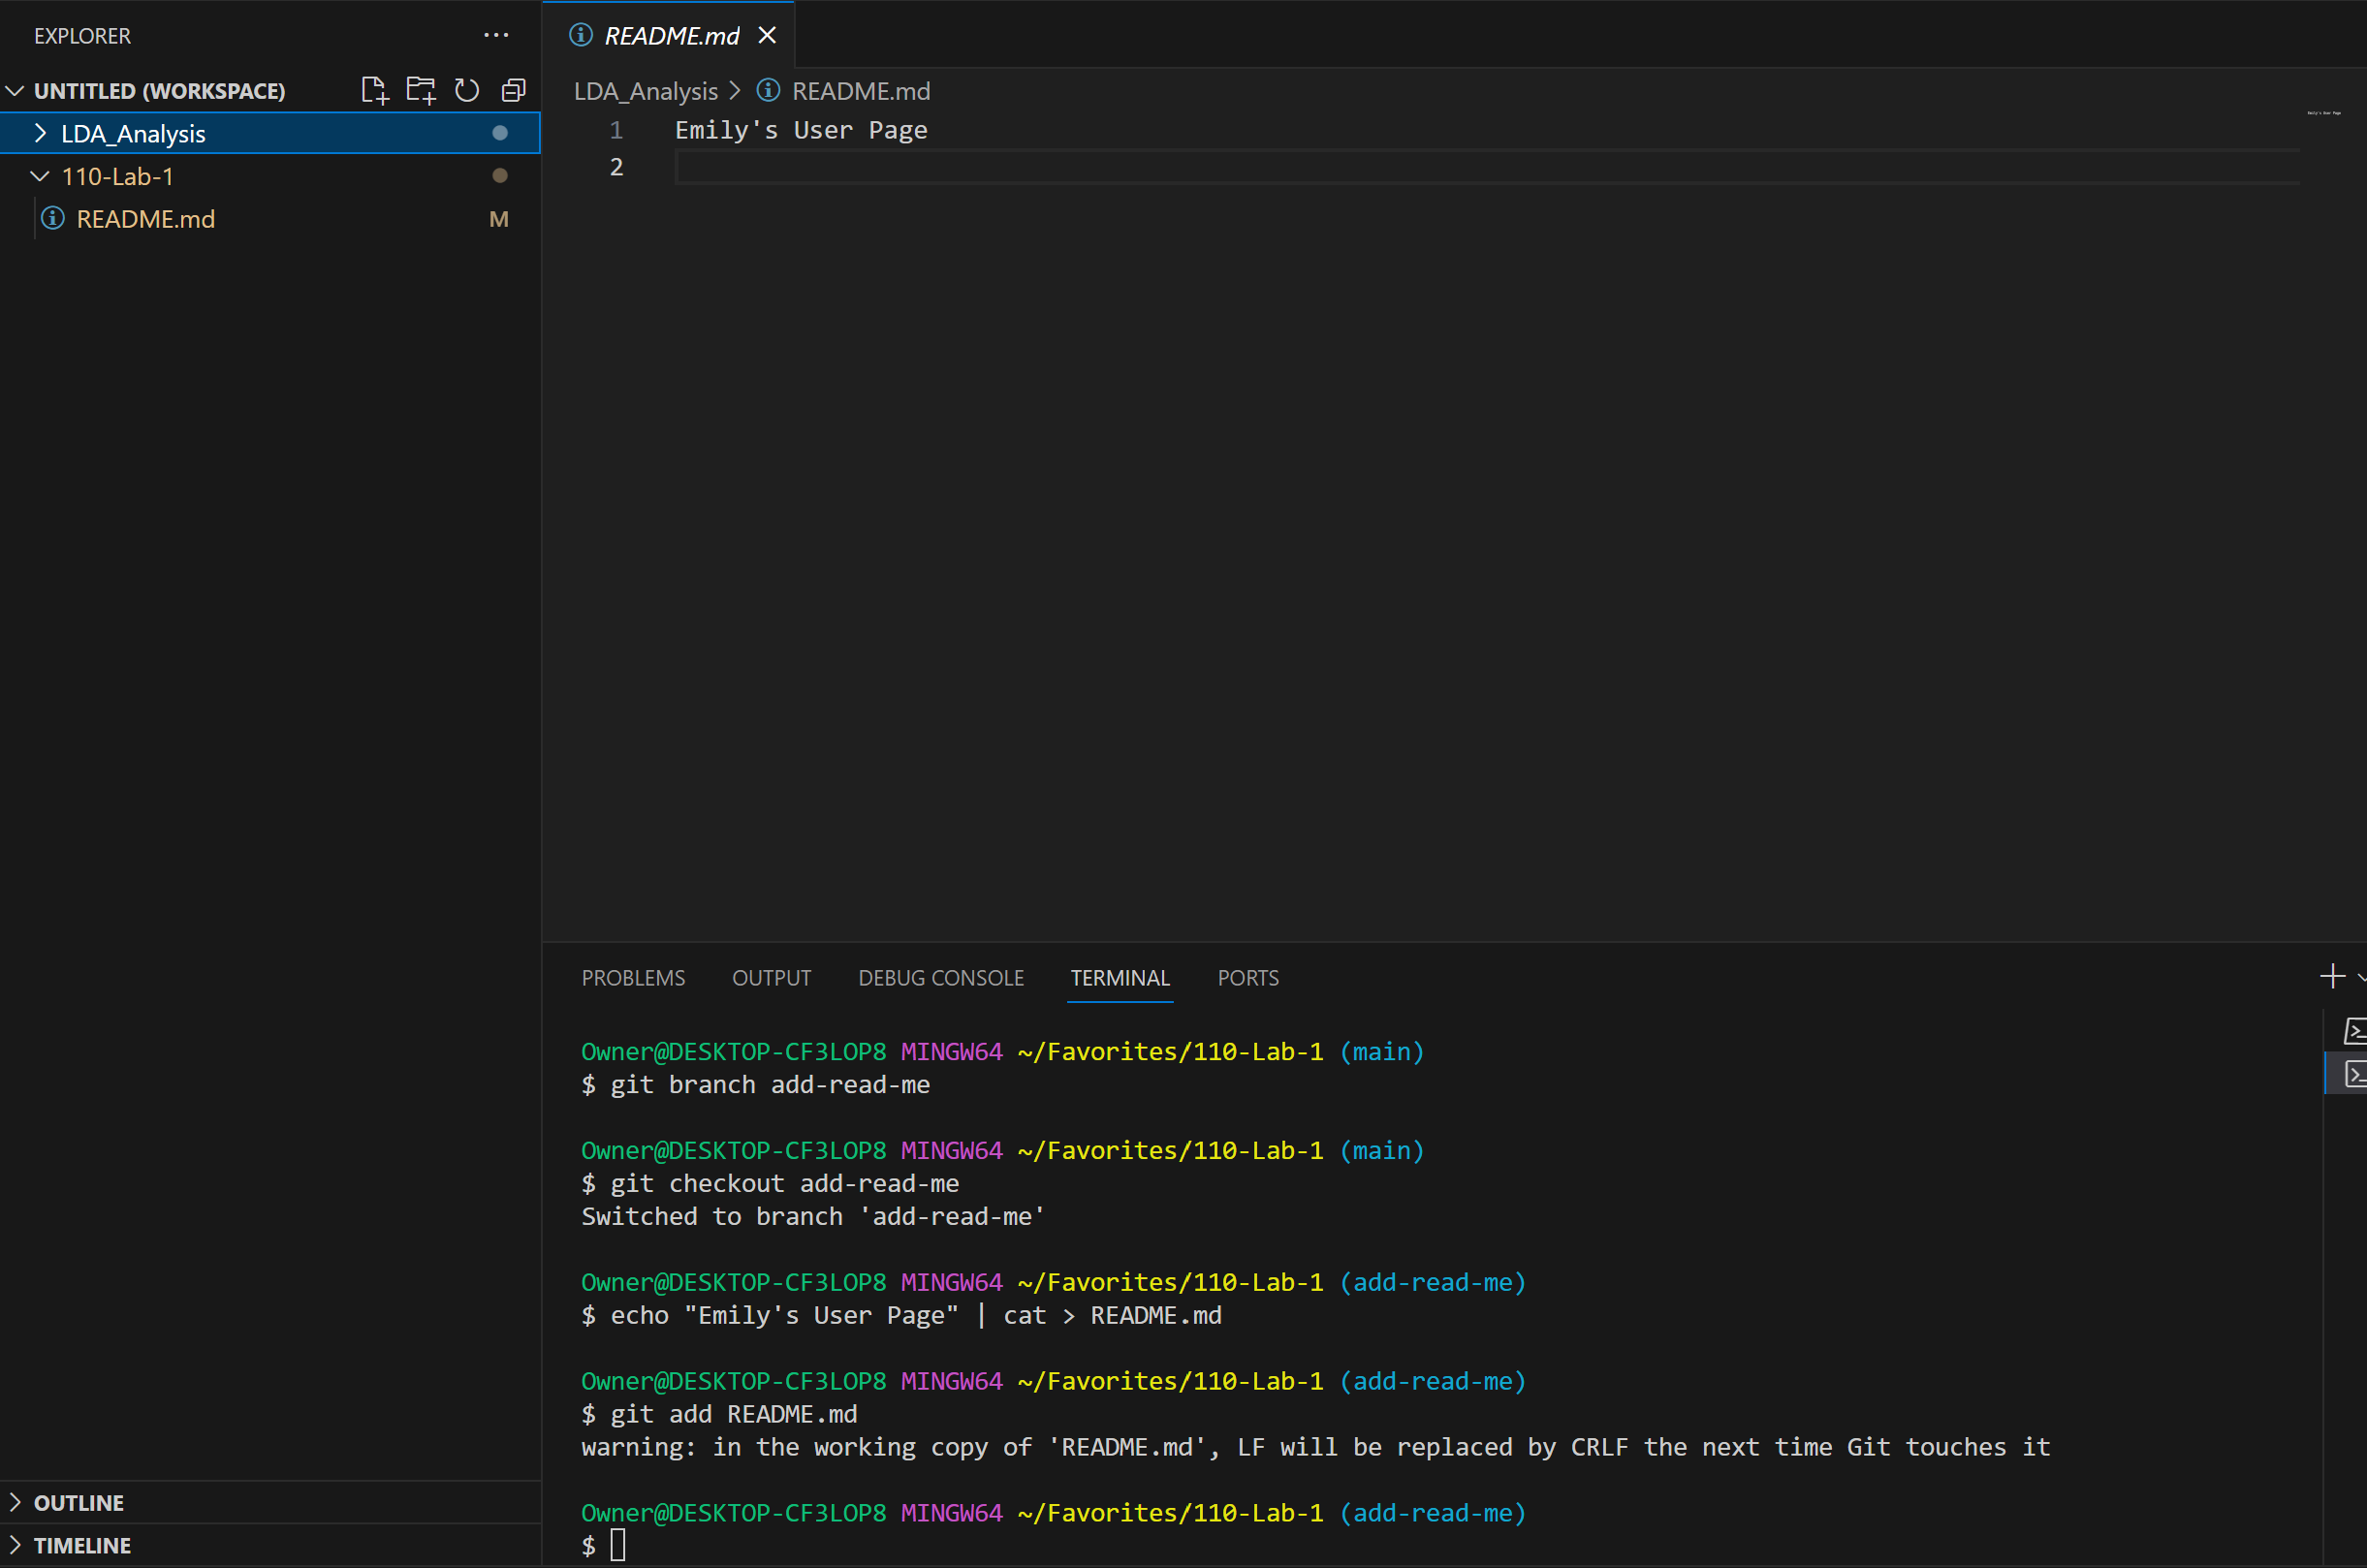 EXPLORER
UNTITLED (WORKSPACE)
LDA_Analysis
110-Lab-1
README.md M
OUTLINE
TIMELINE
README.md
LDA_Analysis > README.md
1 Emily's User Page
2
Emily's User Page
PROBLEMS OUTPUT DEBUG CONSOLE TERMINAL PORTS
Owner@DESKTOP-CF3LOP8 MINGW64 ~/Favorites/110-Lab-1 (main)
$ git branch add-read-me
Owner@DESKTOP-CF3LOP8 MINGW64 ~/Favorites/110-Lab-1 (main)
$ git checkout add-read-me
Switched to branch 'add-read-me'
Owner@DESKTOP-CF3LOP8 MINGW64 ~/Favorites/110-Lab-1 (add-read-me)
$ echo "Emily's User Page" | cat > README.md
Owner@DESKTOP-CF3LOP8 MINGW64 ~/Favorites/110-Lab-1 (add-read-me)
$ git add README.md
warning: in the working copy of 'README.md', LF will be replaced by CRLF the next time Git touches it
Owner@DESKTOP-CF3LOP8 MINGW64 ~/Favorites/110-Lab-1 (add-read-me)
$